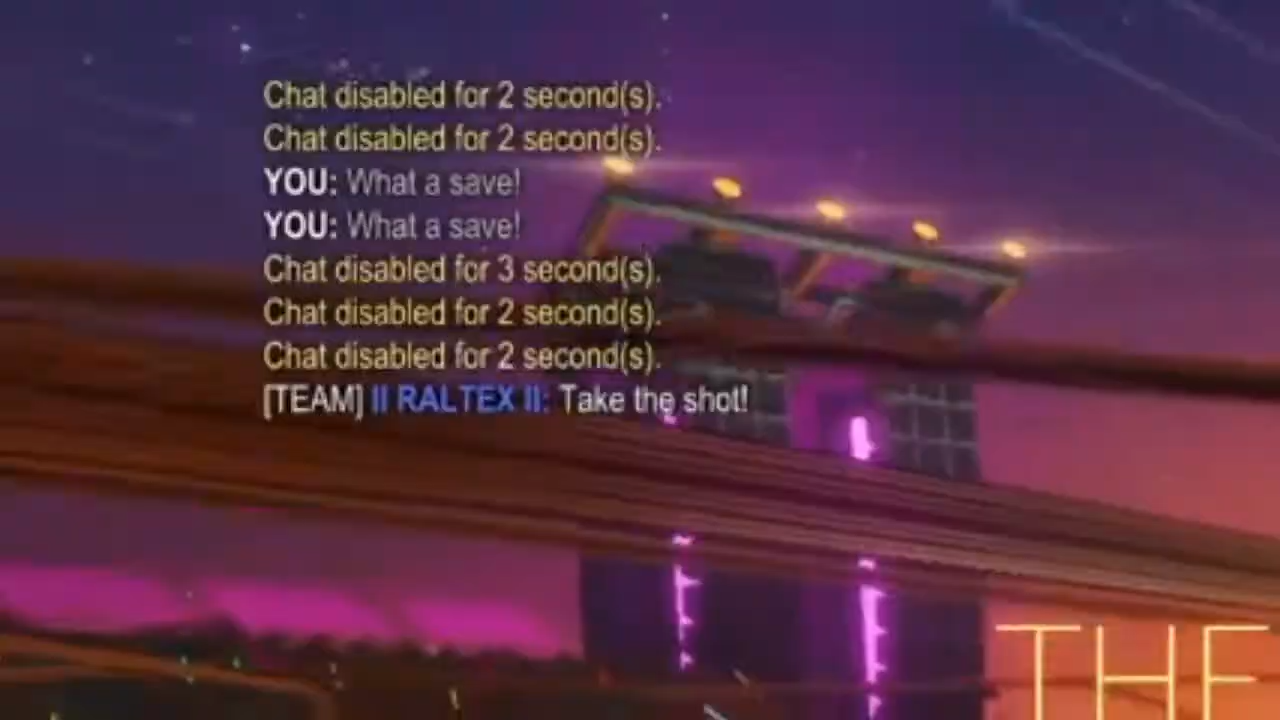 Chat disabled for 2 second(s).
Chat disabled for 2 second(s).
YOU: What a save!
YOU: What a save!
Chat disabled for 3 second(s).
Chat disabled for 2 second(s).
Chat disabled for 2 second(s).
[TEAM] II RALTEX II: Take the shot!
THE